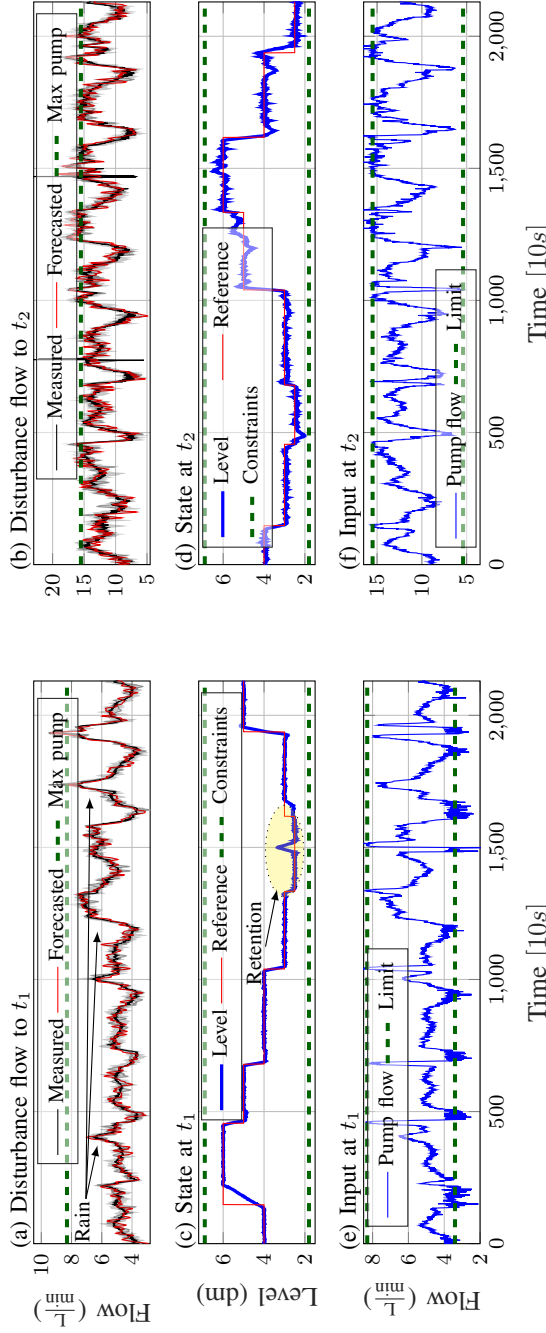 (a) Disturbance flow to t₁
Measured Forecasted Max pump
Rain
Flow (L/min)
10
8
6
4
(b) Disturbance flow to t₂
Measured Forecasted Max pump
20
15
10
5
(c) State at t₁
Level Reference Constraints
Retention
Level (dm)
6
4
2
(d) State at t₂
Level Reference
Constraints
6
4
2
(e) Input at t₁
Pump flow Limit
Flow (L/min)
8
6
4
2
0 500 1,000 1,500 2,000
Time [10s]
(f) Input at t₂
Pump flow Limit
15
10
5
0 500 1,000 1,500 2,000
Time [10s]